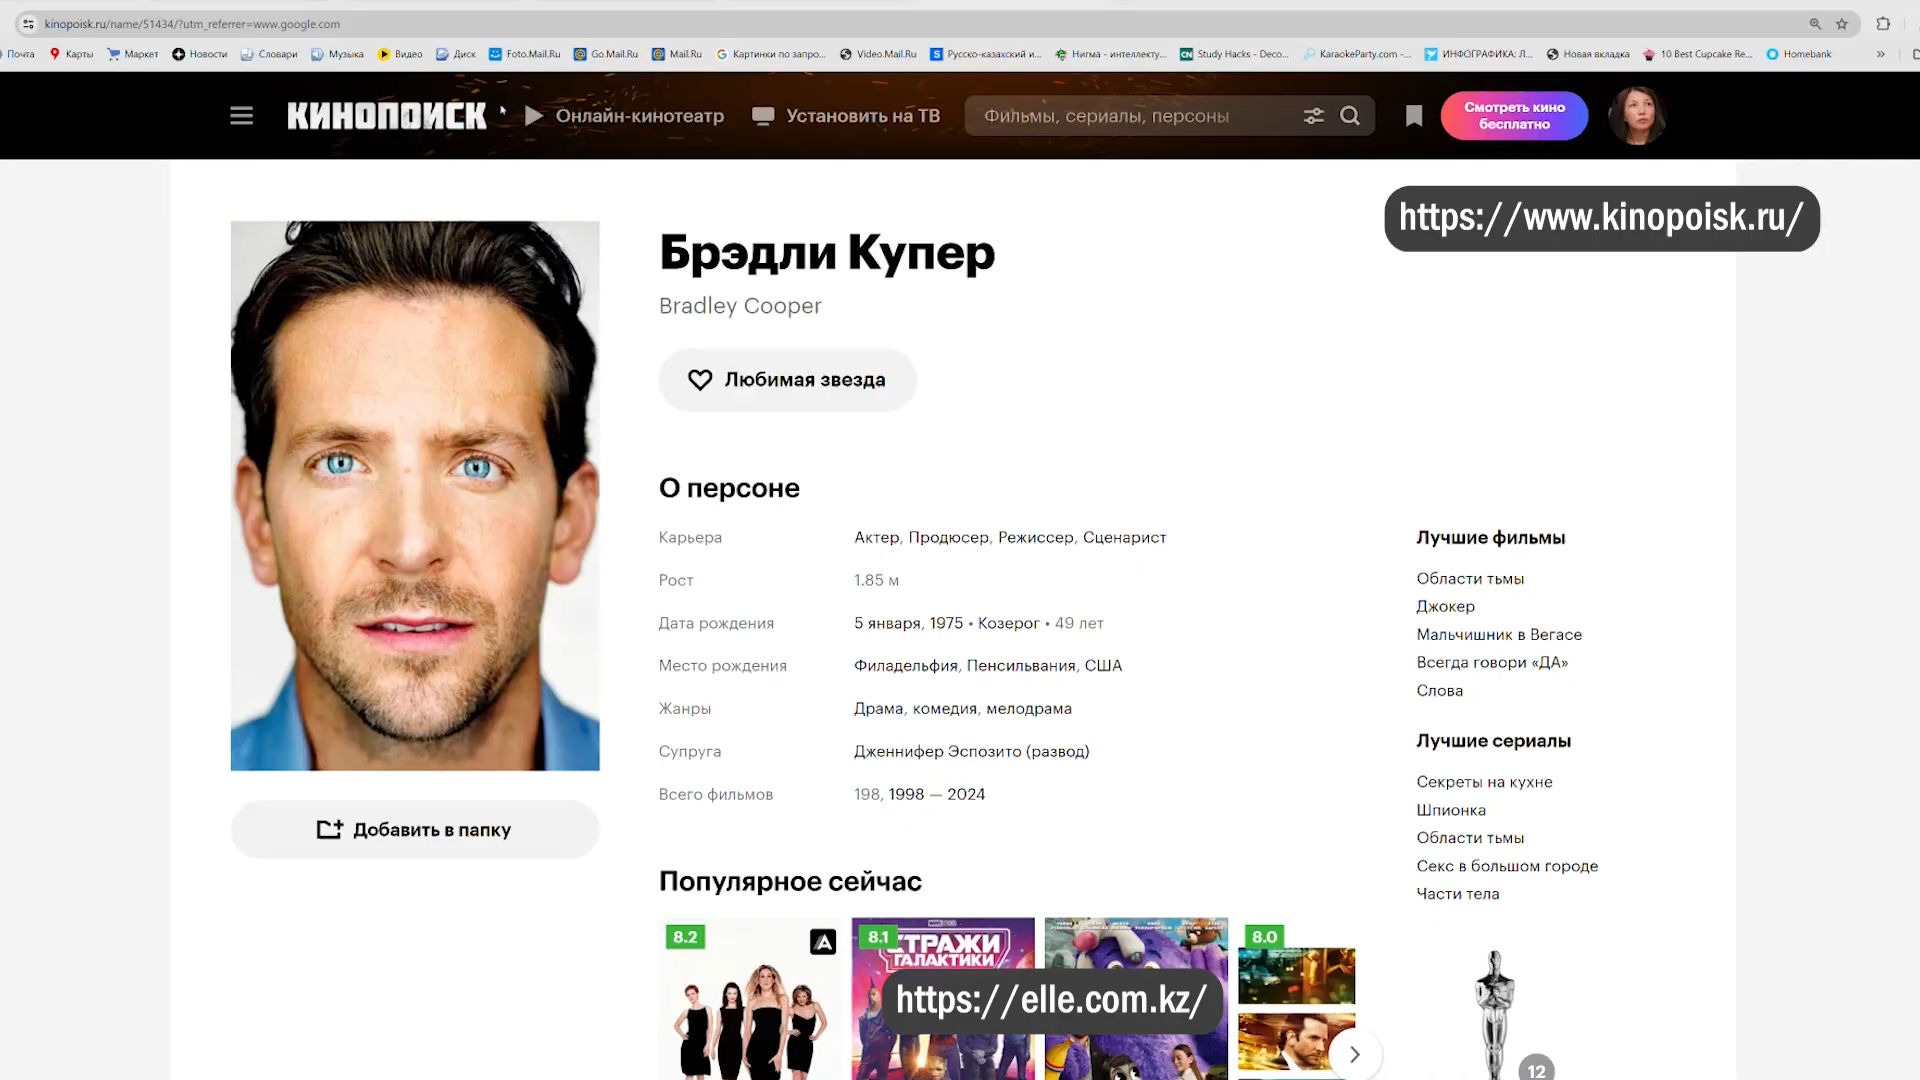 kinopoisk.ru/name/51434/?utm_referrer=www.google.com
Почта
Карты
Маркет
Новости
Словари
Музыка
Видео
Диск
Foto.Mail.Ru
Go.Mail.Ru
Mail.Ru
Картинки по запро...
Video.Mail.Ru
Русско-казахский и...
Нигма - интеллекту...
Study Hacks - Deco...
KaraokeParty.com -...
ИНФОГРАФИКА: Л...
Новая вкладка
10 Best Cupcake Re...
Homebank
КИНОПОИСК
Онлайн-кинотеатр
Установить на ТВ
Фильмы, сериалы, персоны
Смотреть кино
бесплатно
https://www.kinopoisk.ru/
Брэдли Купер
Bradley Cooper
Любимая звезда
О персоне
Карьера Актер, Продюсер, Режиссер, Сценарист
Рост 1.85 м
Дата рождения 5 января, 1975 • Козерог • 49 лет
Место рождения Филадельфия, Пенсильвания, США
Жанры Драма, комедия, мелодрама
Супруга Дженнифер Эспозито (развод)
Всего фильмов 198, 1998 — 2024
Лучшие фильмы
Области тьмы
Джокер
Мальчишник в Вегасе
Всегда говори «ДА»
Слова
Лучшие сериалы
Секреты на кухне
Шпионка
Области тьмы
Секс в большом городе
Части тела
Добавить в папку
Популярное сейчас
8.2
8.1
СТРАЖИ
ГАЛАКТИКИ
8.0
https://elle.com.kz/
12